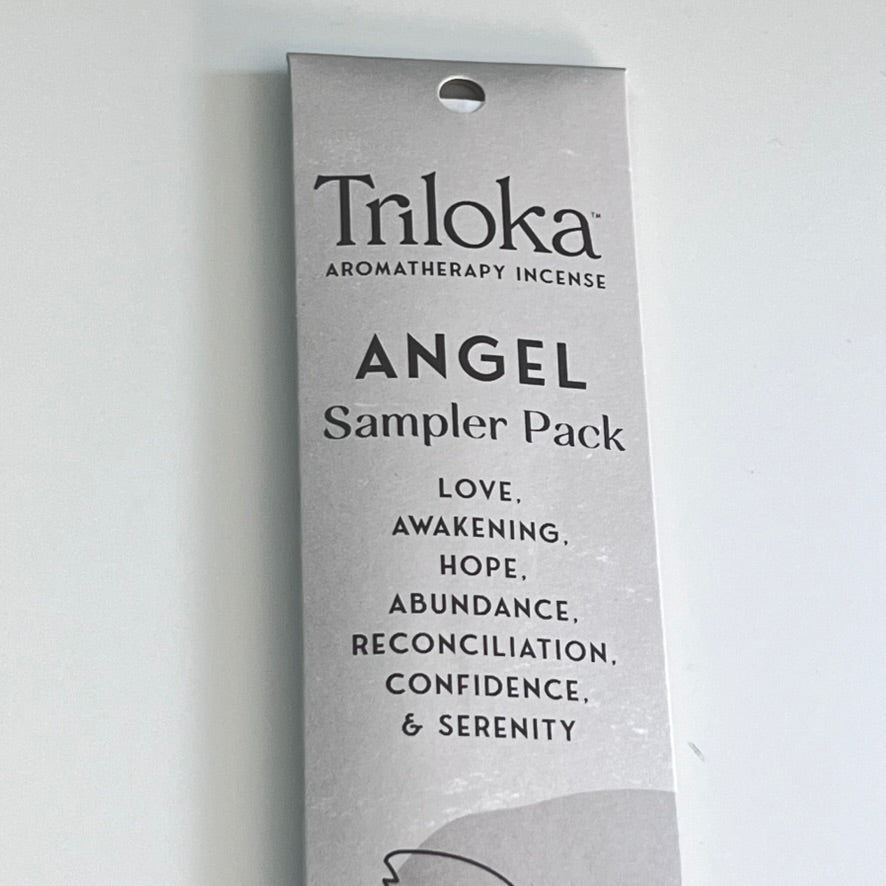 Triloka™
AROMATHERAPY INCENSE
ANGEL
Sampler Pack
LOVE,
AWAKENING,
HOPE,
ABUNDANCE,
RECONCILIATION,
CONFIDENCE,
& SERENITY